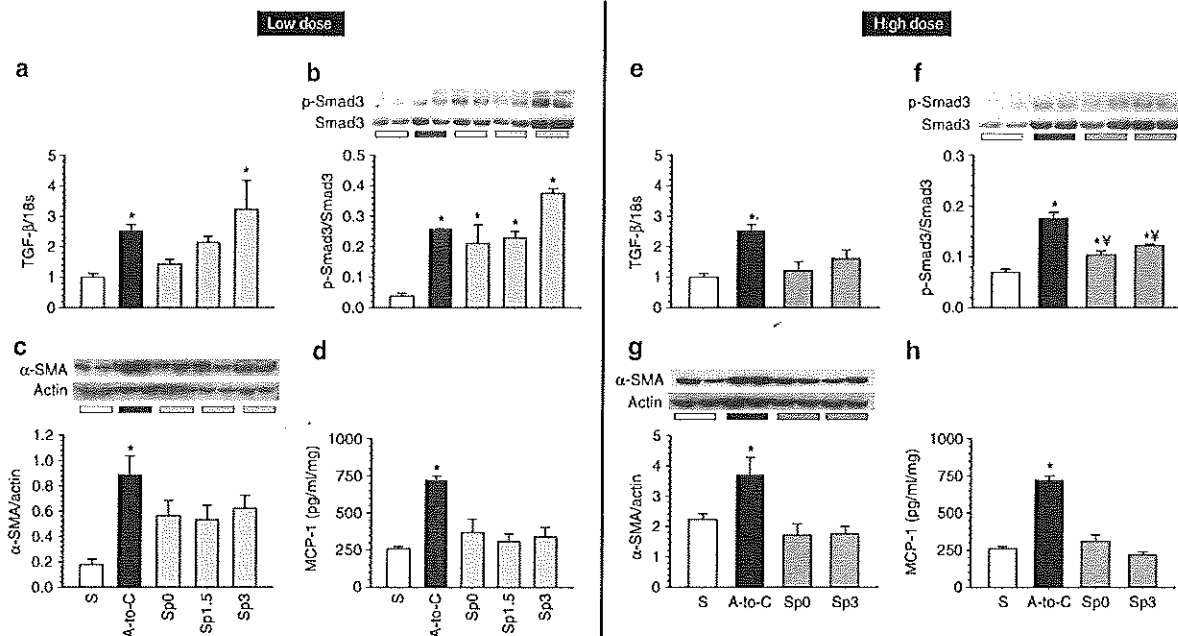 Low dose
High dose
a
b
p-Smad3
Smad3
TGF-β/18s
5
4
3
2
1
0
*
*
p-Smad3/Smad3
0.5
0.4
0.3
0.2
0.1
0.0
*
*
*
*
c
α-SMA
Actin
α-SMA/actin
1.2
1.0
0.8
0.6
0.4
0.2
0.0
*
S
A-to-C
Sp0
Sp1.5
Sp3
d
MCP-1 (pg/ml/mg)
1000
750
500
250
0
*
S
A-to-C
Sp0
Sp1.5
Sp3
e
TGF-β/18s
5
4
3
2
1
0
*
f
p-Smad3
Smad3
p-Smad3/Smad3
0.3
0.2
0.1
0.0
*
*¥
*¥
g
α-SMA
Actin
α-SMA/actin
5
4
3
2
1
0
*
S
A-to-C
Sp0
Sp3
h
MCP-1 (pg/ml/mg)
1000
750
500
250
0
*
S
A-to-C
Sp0
Sp3